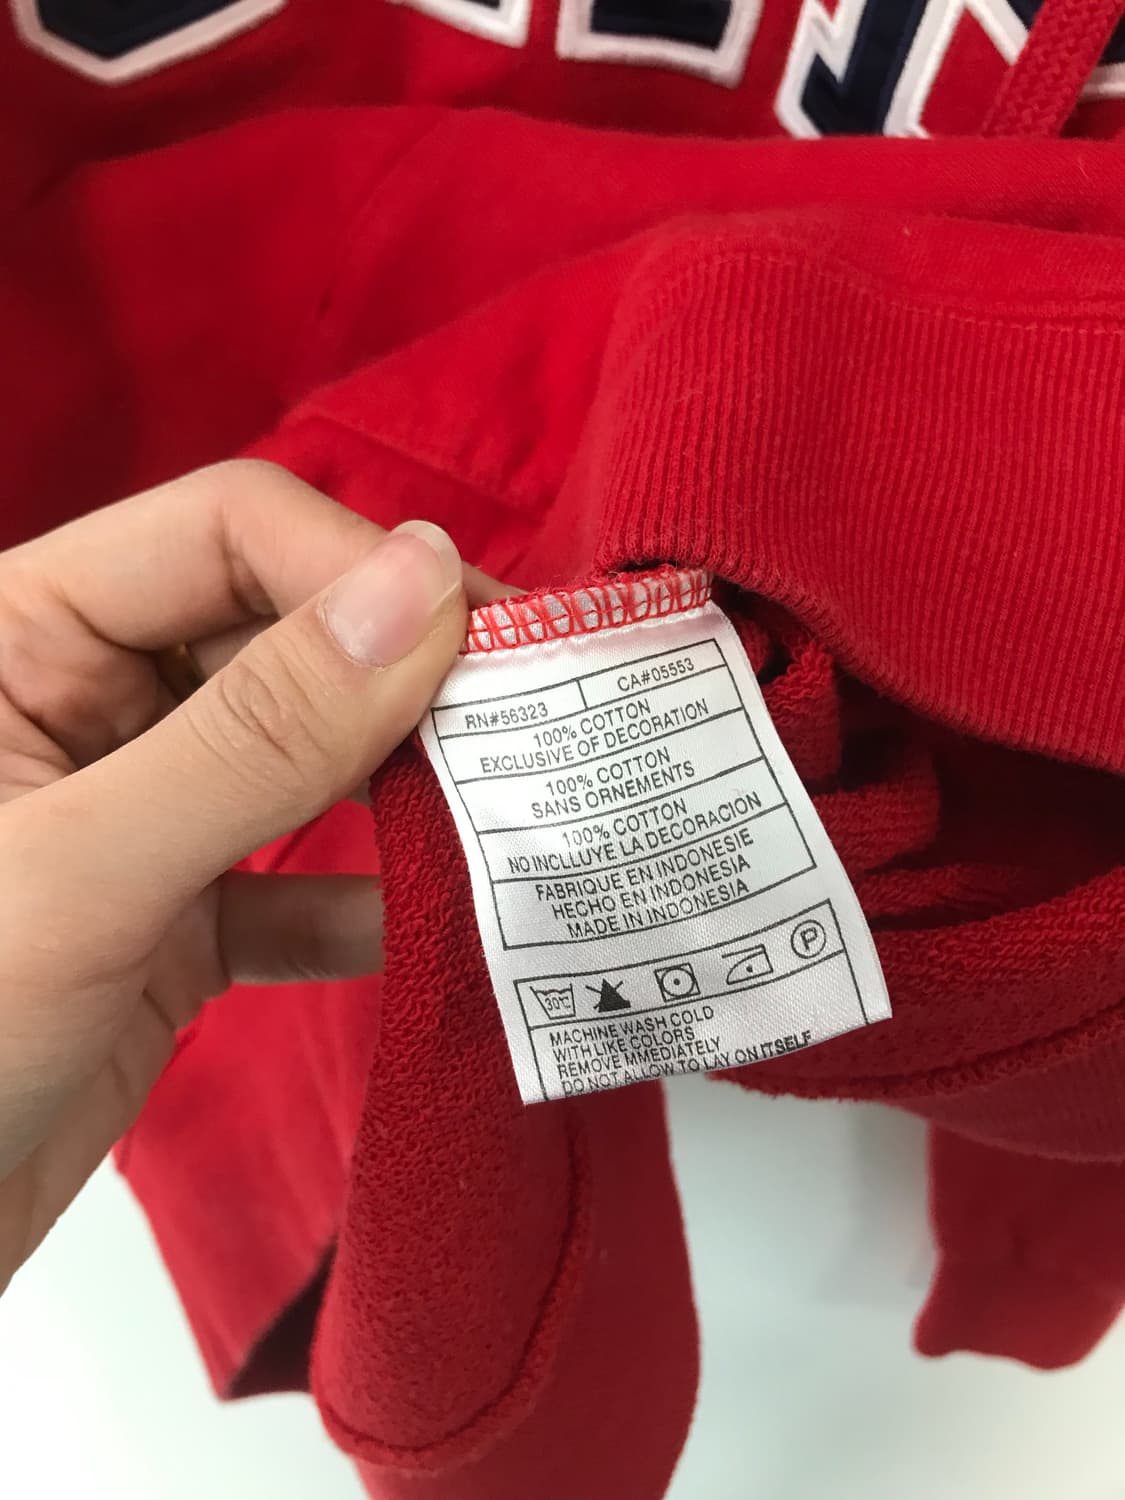 RN#56323 CA#05553
100% COTTON
EXCLUSIVE OF DECORATION
100% COTTON
SANS ORNEMENTS
100% COTTON
NO INCLLUYE LA DECORACION
FABRIQUE EN INDONESIE
HECHO EN INDONESIA
MADE IN INDONESIA
30°C P
MACHINE WASH COLD
WITH LIKE COLORS
REMOVE MMEDIATELY
DO NOT ALLOW TO LAY ON ITSELF